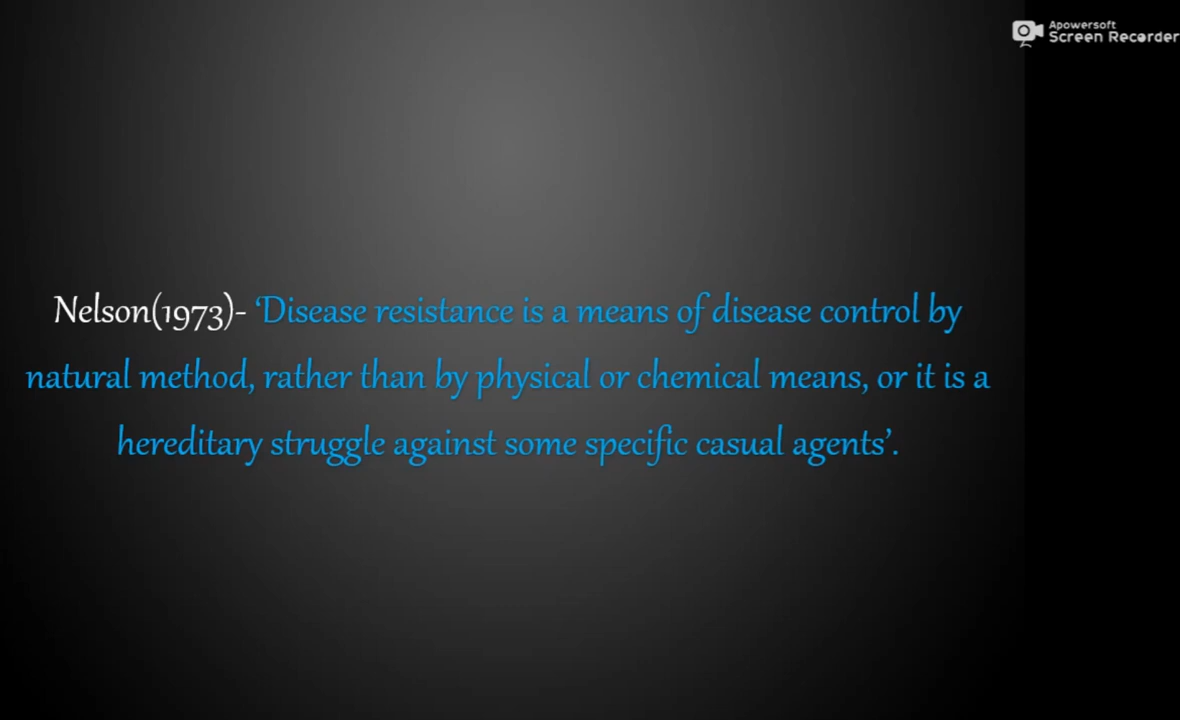 Apowersoft
Screen Recorder
Nelson(1973)- ‘Disease resistance is a means of disease control by
natural method, rather than by physical or chemical means, or it is a
hereditary struggle against some specific casual agents’.